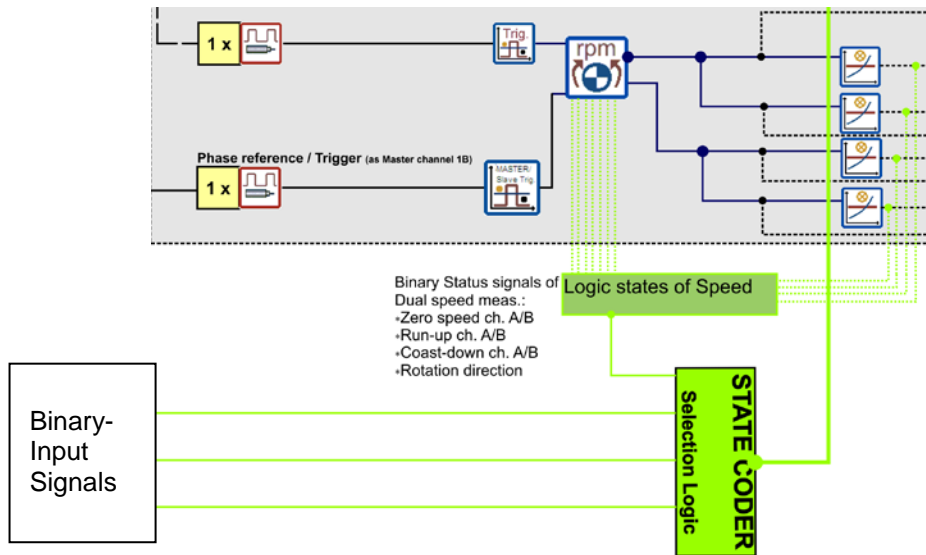 1 x
Trig.
rpm
Phase reference / Trigger (as Master channel 1B)
1 x
MASTER/
Slave Trig.
Binary Status signals of
Dual speed meas.:
+Zero speed ch. A/B
+Run-up ch. A/B
+Coast-down ch. A/B
+Rotation direction
Logic states of Speed
Binary-
Input
Signals
STATE CODER
Selection Logic